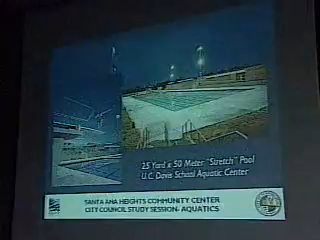 25 Yard x 50 Meter "Stretch" Pool
U.C. Davis School Aquatic Center
SANTA ANA HEIGHTS COMMUNITY CENTER
CITY COUNCIL STUDY SESSION- AQUATICS